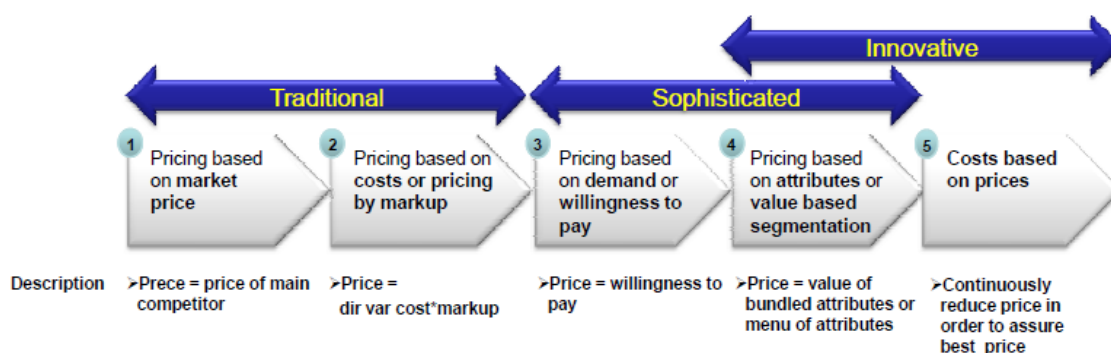 Innovative
Traditional
Sophisticated
1
Pricing based
on market
price
2
Pricing based on
costs or pricing
by markup
3
Pricing based
on demand or
willingness to
pay
4
Pricing based
on attributes or
value based
segmentation
5
Costs based
on prices
Description
➢Prece = price of main
competitor
➢Price =
dir var cost*markup
➢Price = willingness to
pay
➢Price = value of
bundled attributes or
menu of attributes
➢Continuously
reduce price in
order to assure
best price